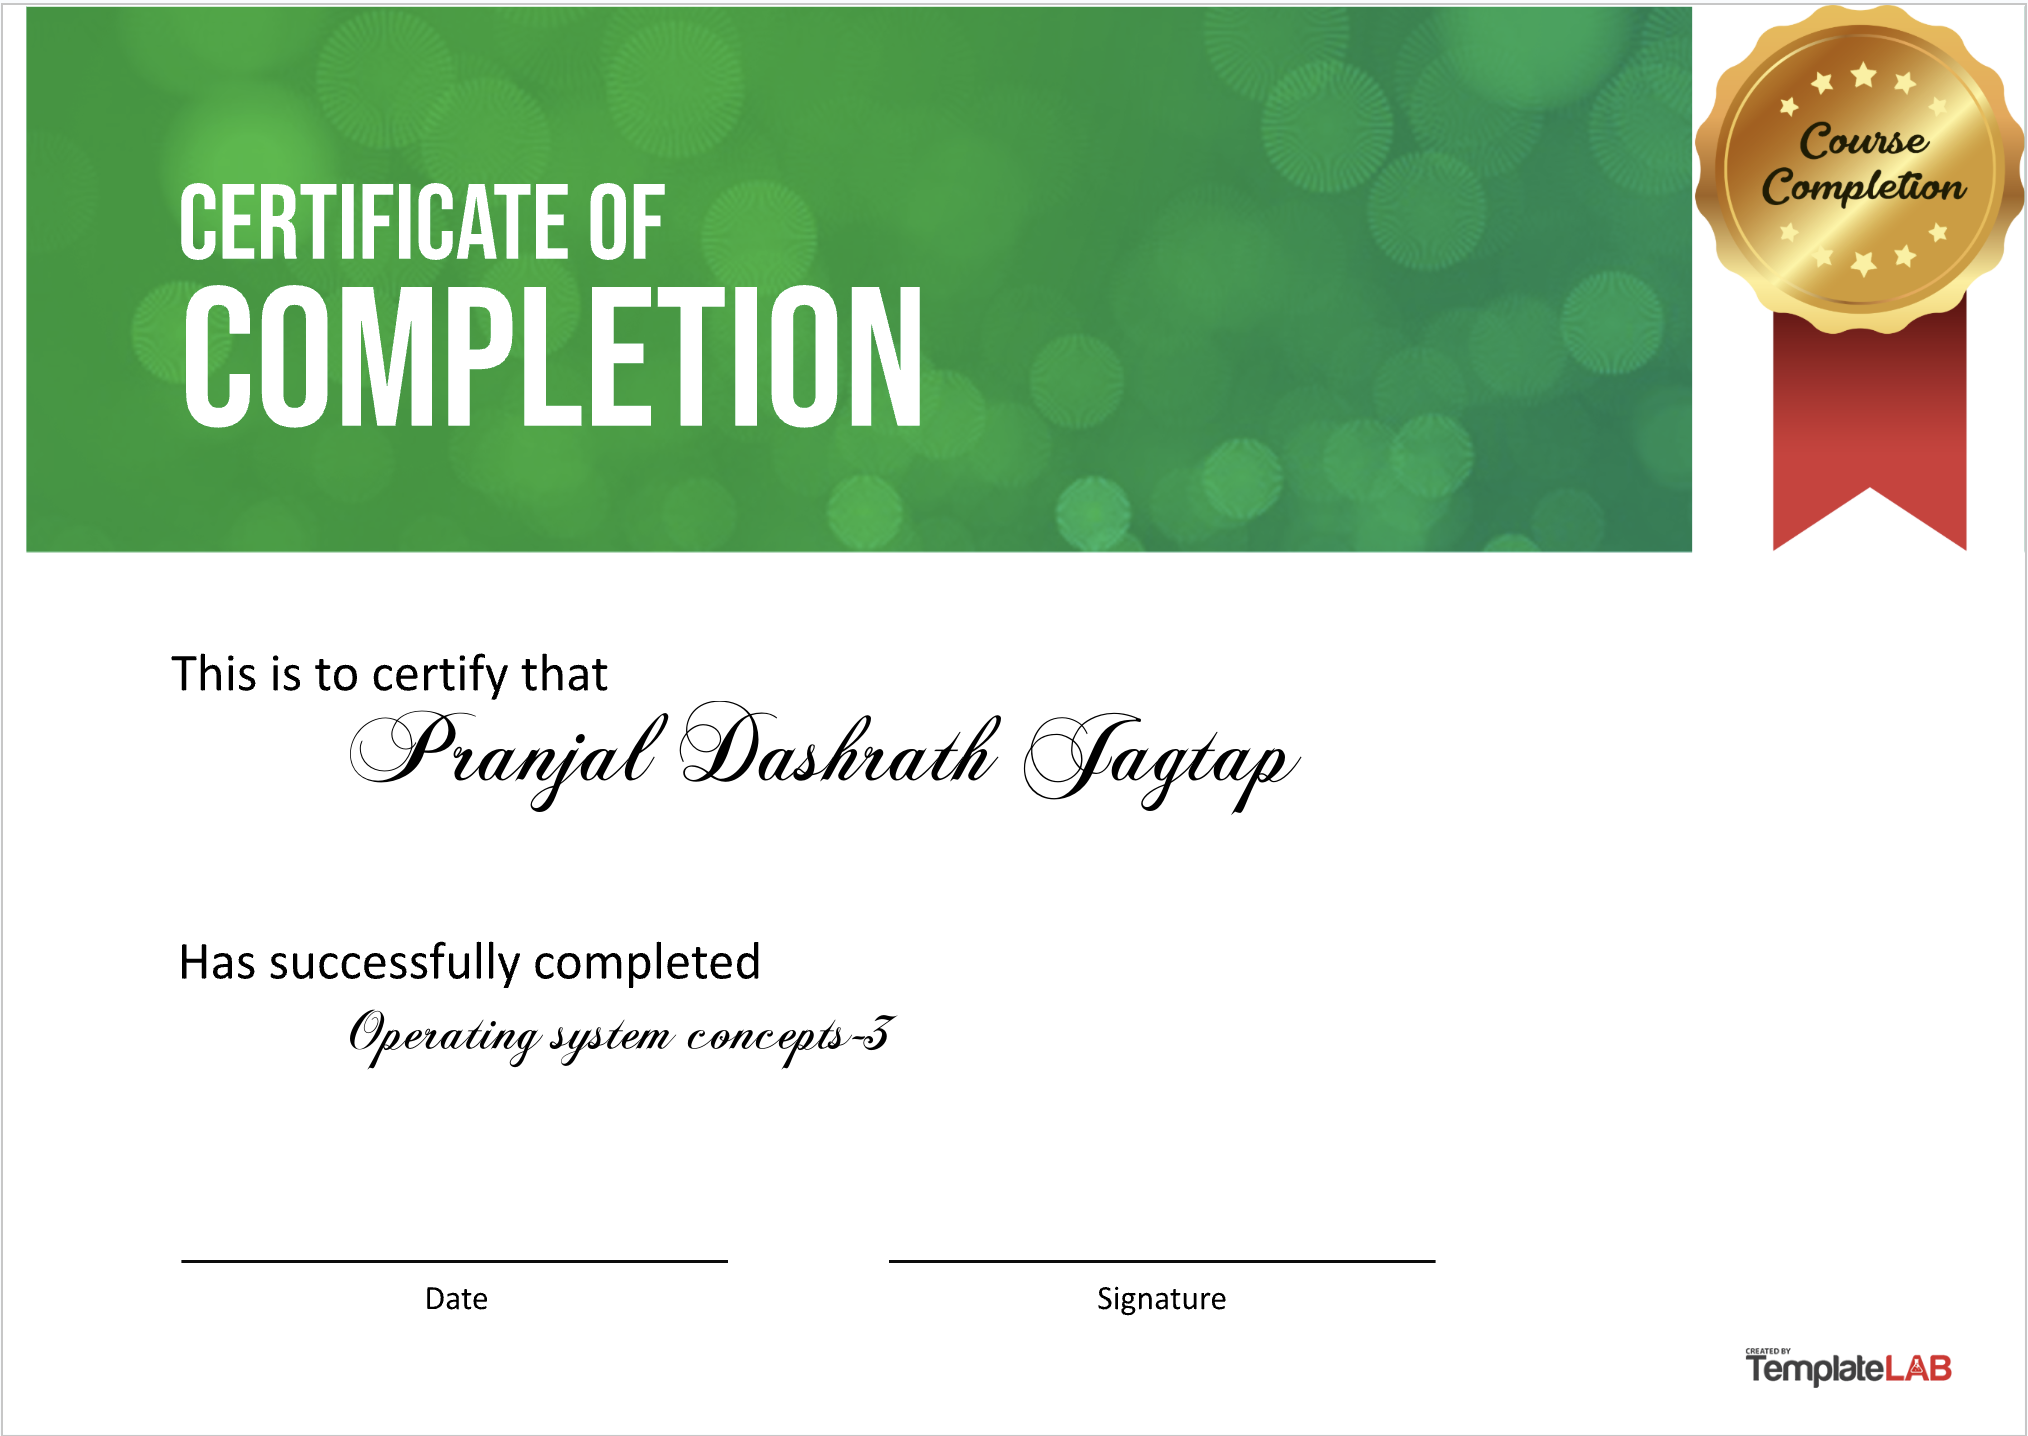 CERTIFICATE OF
COMPLETION
Course
Completion
This is to certify that
Pranjal Dashrath Jagtap
Has successfully completed
Operating system concepts-3
Date
Signature
CREATED BY
TemplateLAB